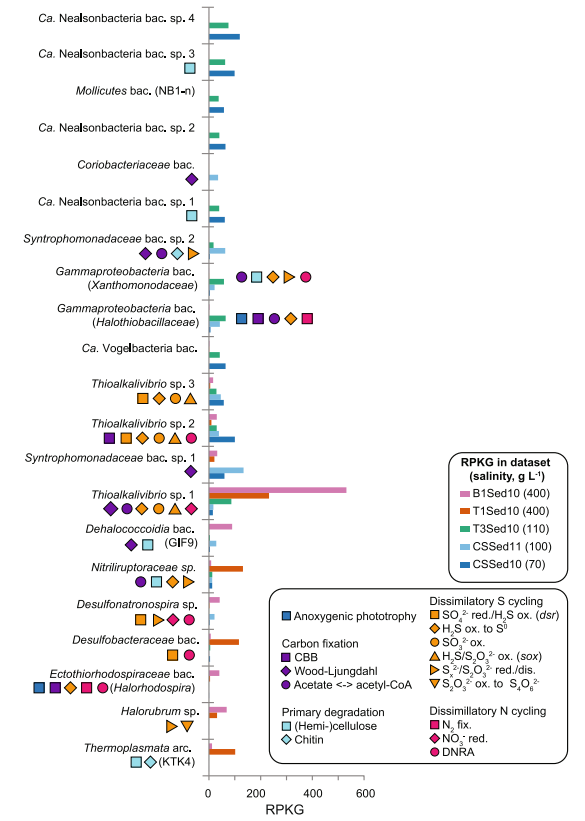 Ca. Nealsonbacteria bac. sp. 4
Ca. Nealsonbacteria bac. sp. 3
Mollicutes bac. (NB1-n)
Ca. Nealsonbacteria bac. sp. 2
Coriobacteriaceae bac.
Ca. Nealsonbacteria bac. sp. 1
Syntrophomonadaceae bac. sp. 2
Gammaproteobacteria bac.
(Xanthomonodaceae)
Gammaproteobacteria bac.
(Halothiobacillaceae)
Ca. Vogelbacteria bac.
Thioalkalivibrio sp. 3
Thioalkalivibrio sp. 2
Syntrophomonadaceae bac. sp. 1
Thioalkalivibrio sp. 1
Dehalococcoidia bac.
(GIF9)
Nitriliruptoraceae sp.
Desulfonatronospira sp.
Desulfobacteraceae bac.
Ectothiorhodospiraceae bac.
(Halorhodospira)
Halorubrum sp.
Thermoplasmata arc.
(KTK4)
0 200 400 600
RPKG
RPKG in dataset
(salinity, g L⁻¹)
B1Sed10 (400)
T1Sed10 (400)
T3Sed10 (110)
CSSed11 (100)
CSSed10 (70)
Anoxygenic phototrophy
Carbon fixation
CBB
Wood-Ljungdahl
Acetate <-> acetyl-CoA
Primary degradation
(Hemi-)cellulose
Chitin
Dissimilatory S cycling
SO₄²⁻ red./H₂S ox. (dsr)
H₂S ox. to S⁰
SO₃²⁻ ox.
H₂S/S₂O₃²⁻ ox. (sox)
Sₓ²⁻/S₂O₃²⁻ red./dis.
S₂O₃²⁻ ox. to S₄O₆²⁻
Dissimillatory N cycling
N₂ fix.
NO₃⁻ red.
DNRA